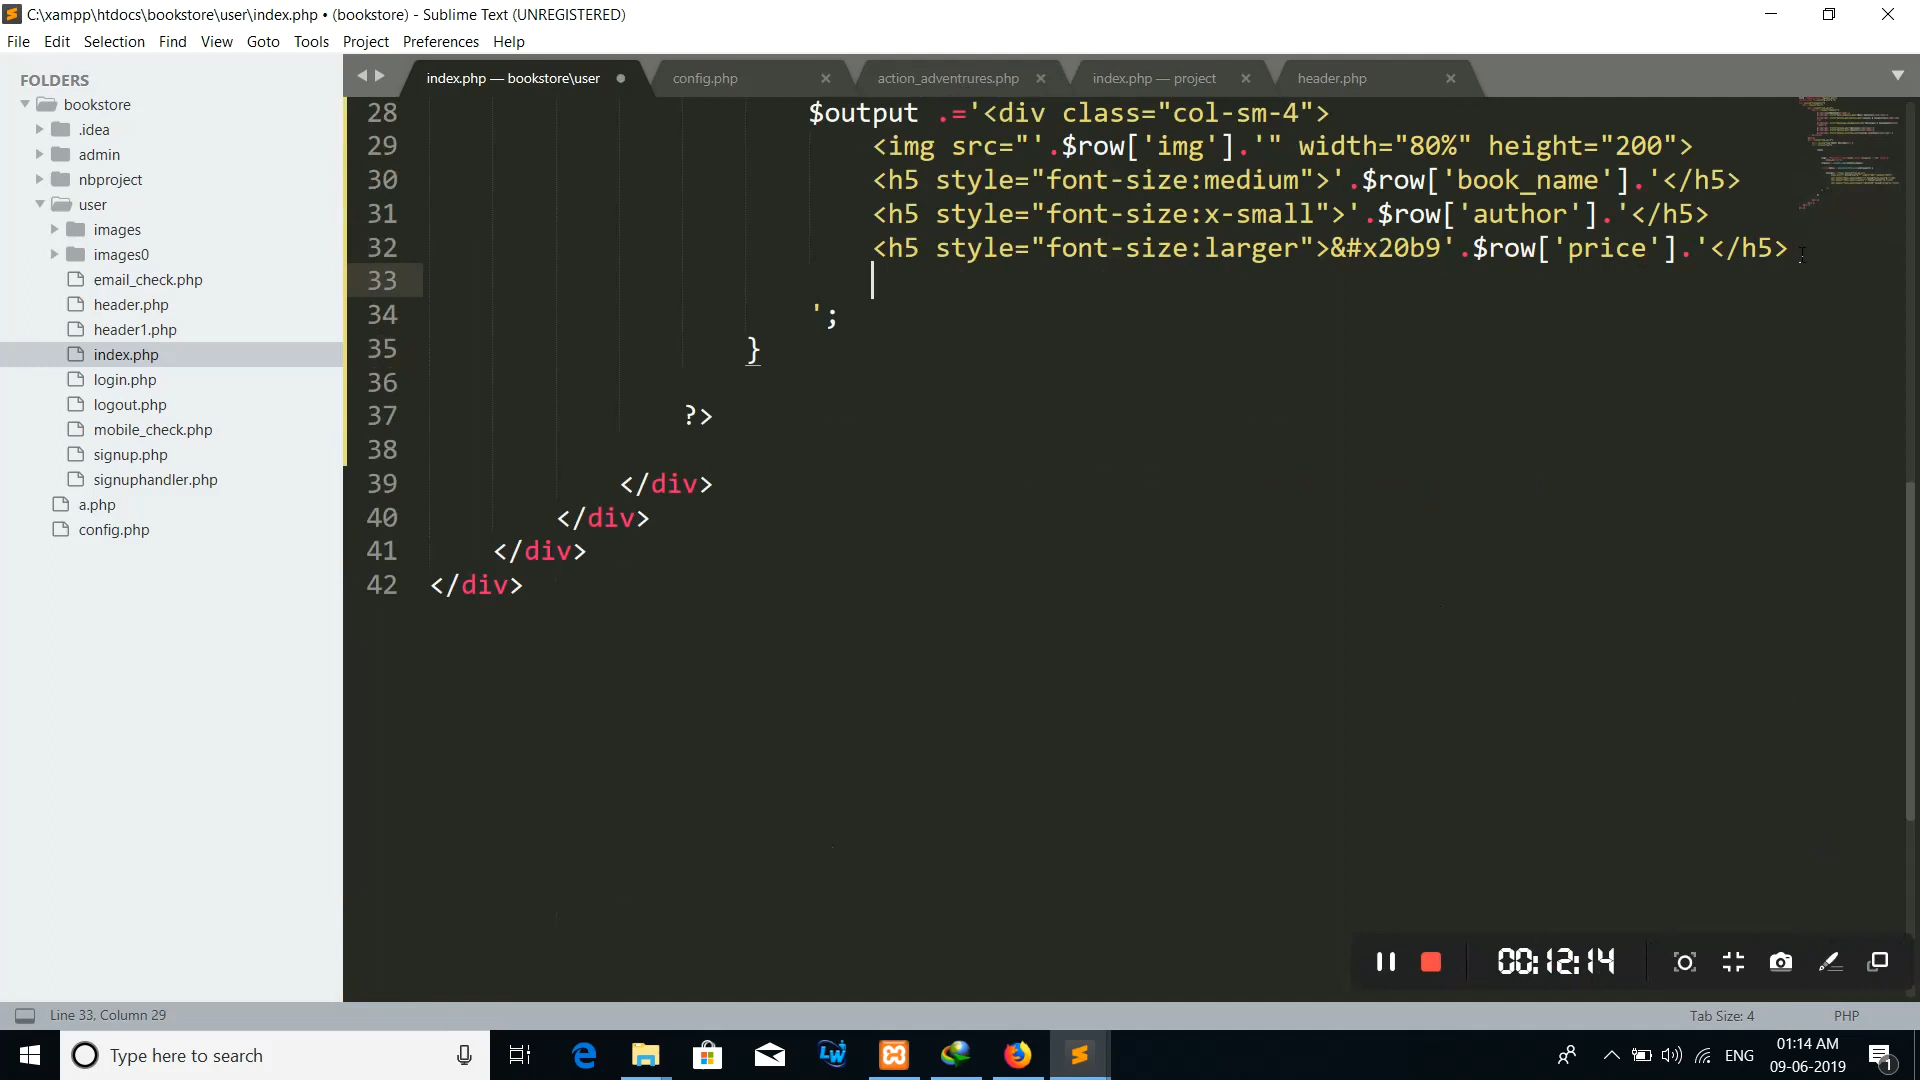 C:\xampp\htdocs\bookstore\user\index.php • (bookstore) - Sublime Text (UNREGISTERED)
File Edit Selection Find View Goto Tools Project Preferences Help
FOLDERS
bookstore
.idea
admin
nbproject
user
images
images0
email_check.php
header.php
header1.php
index.php
login.php
logout.php
mobile_check.php
signup.php
signuphandler.php
a.php
config.php
index.php — bookstore\user
config.php
action_adventrures.php
index.php — project
header.php
28 $output .='<div class="col-sm-4">
29 <img src="'.$row['img'].'" width="80%" height="200">
30 <h5 style="font-size:medium">'.$row['book_name'].'</h5>
31 <h5 style="font-size:x-small">'.$row['author'].'</h5>
32 <h5 style="font-size:larger">&#x20b9'.$row['price'].'</h5>
33
34 ';
35 }
36
37 ?>
38
39 </div>
40 </div>
41 </div>
42 </div>
00:12:14
Line 33, Column 29
Tab Size: 4
PHP
Type here to search
ENG
01:14 AM
09-06-2019
1